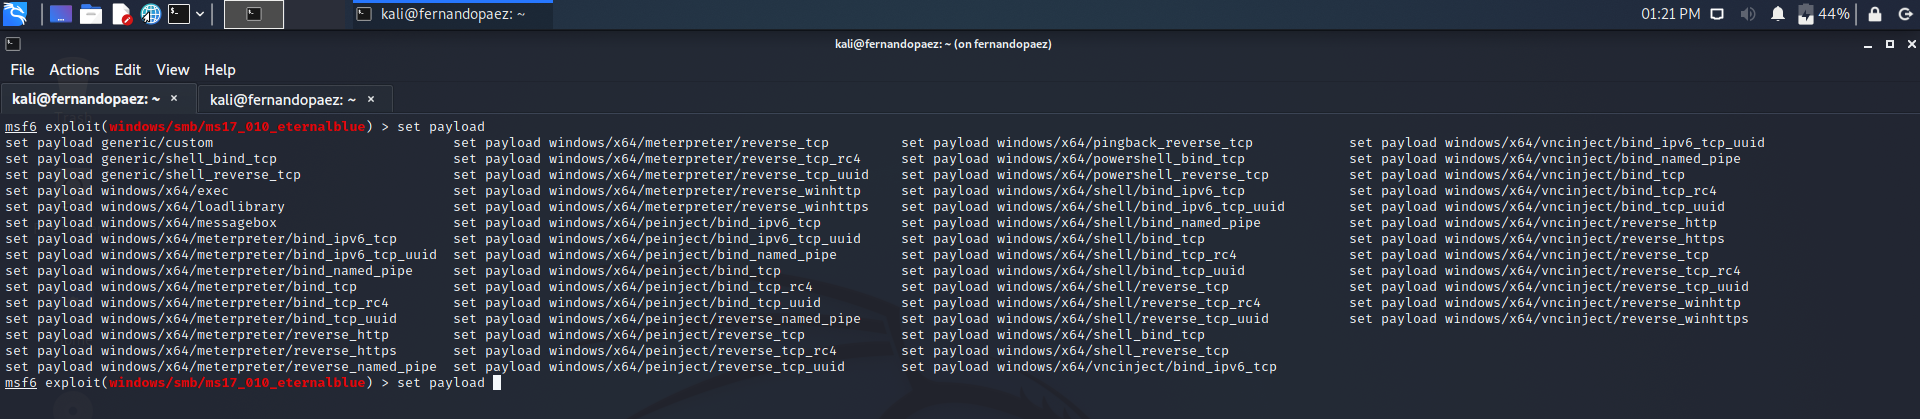 kali@fernandopaez: ~
01:21 PM
44%
kali@fernandopaez: ~ (on fernandopaez)
File Actions Edit View Help
kali@fernandopaez: ~ × kali@fernandopaez: ~ ×
msf6 exploit(windows/smb/ms17_010_eternalblue) > set payload
set payload generic/custom set payload windows/x64/meterpreter/reverse_tcp set payload windows/x64/pingback_reverse_tcp set payload windows/x64/vncinject/bind_ipv6_tcp_uuid
set payload generic/shell_bind_tcp set payload windows/x64/meterpreter/reverse_tcp_rc4 set payload windows/x64/powershell_bind_tcp set payload windows/x64/vncinject/bind_named_pipe
set payload generic/shell_reverse_tcp set payload windows/x64/meterpreter/reverse_tcp_uuid set payload windows/x64/powershell_reverse_tcp set payload windows/x64/vncinject/bind_tcp
set payload windows/x64/exec set payload windows/x64/meterpreter/reverse_winhttp set payload windows/x64/shell/bind_ipv6_tcp set payload windows/x64/vncinject/bind_tcp_rc4
set payload windows/x64/loadlibrary set payload windows/x64/meterpreter/reverse_winhttps set payload windows/x64/shell/bind_ipv6_tcp_uuid set payload windows/x64/vncinject/bind_tcp_uuid
set payload windows/x64/messagebox set payload windows/x64/peinject/bind_ipv6_tcp set payload windows/x64/shell/bind_named_pipe set payload windows/x64/vncinject/reverse_http
set payload windows/x64/meterpreter/bind_ipv6_tcp set payload windows/x64/peinject/bind_ipv6_tcp_uuid set payload windows/x64/shell/bind_tcp set payload windows/x64/vncinject/reverse_https
set payload windows/x64/meterpreter/bind_ipv6_tcp_uuid set payload windows/x64/peinject/bind_named_pipe set payload windows/x64/shell/bind_tcp_rc4 set payload windows/x64/vncinject/reverse_tcp
set payload windows/x64/meterpreter/bind_named_pipe set payload windows/x64/peinject/bind_tcp set payload windows/x64/shell/bind_tcp_uuid set payload windows/x64/vncinject/reverse_tcp_rc4
set payload windows/x64/meterpreter/bind_tcp set payload windows/x64/peinject/bind_tcp_rc4 set payload windows/x64/shell/reverse_tcp set payload windows/x64/vncinject/reverse_tcp_uuid
set payload windows/x64/meterpreter/bind_tcp_rc4 set payload windows/x64/peinject/bind_tcp_uuid set payload windows/x64/shell/reverse_tcp_rc4 set payload windows/x64/vncinject/reverse_winhttp
set payload windows/x64/meterpreter/bind_tcp_uuid set payload windows/x64/peinject/reverse_named_pipe set payload windows/x64/shell/reverse_tcp_uuid set payload windows/x64/vncinject/reverse_winhttps
set payload windows/x64/meterpreter/reverse_http set payload windows/x64/peinject/reverse_tcp set payload windows/x64/shell_bind_tcp
set payload windows/x64/meterpreter/reverse_https set payload windows/x64/peinject/reverse_tcp_rc4 set payload windows/x64/shell_reverse_tcp
set payload windows/x64/meterpreter/reverse_named_pipe set payload windows/x64/peinject/reverse_tcp_uuid set payload windows/x64/vncinject/bind_ipv6_tcp
msf6 exploit(windows/smb/ms17_010_eternalblue) > set payload